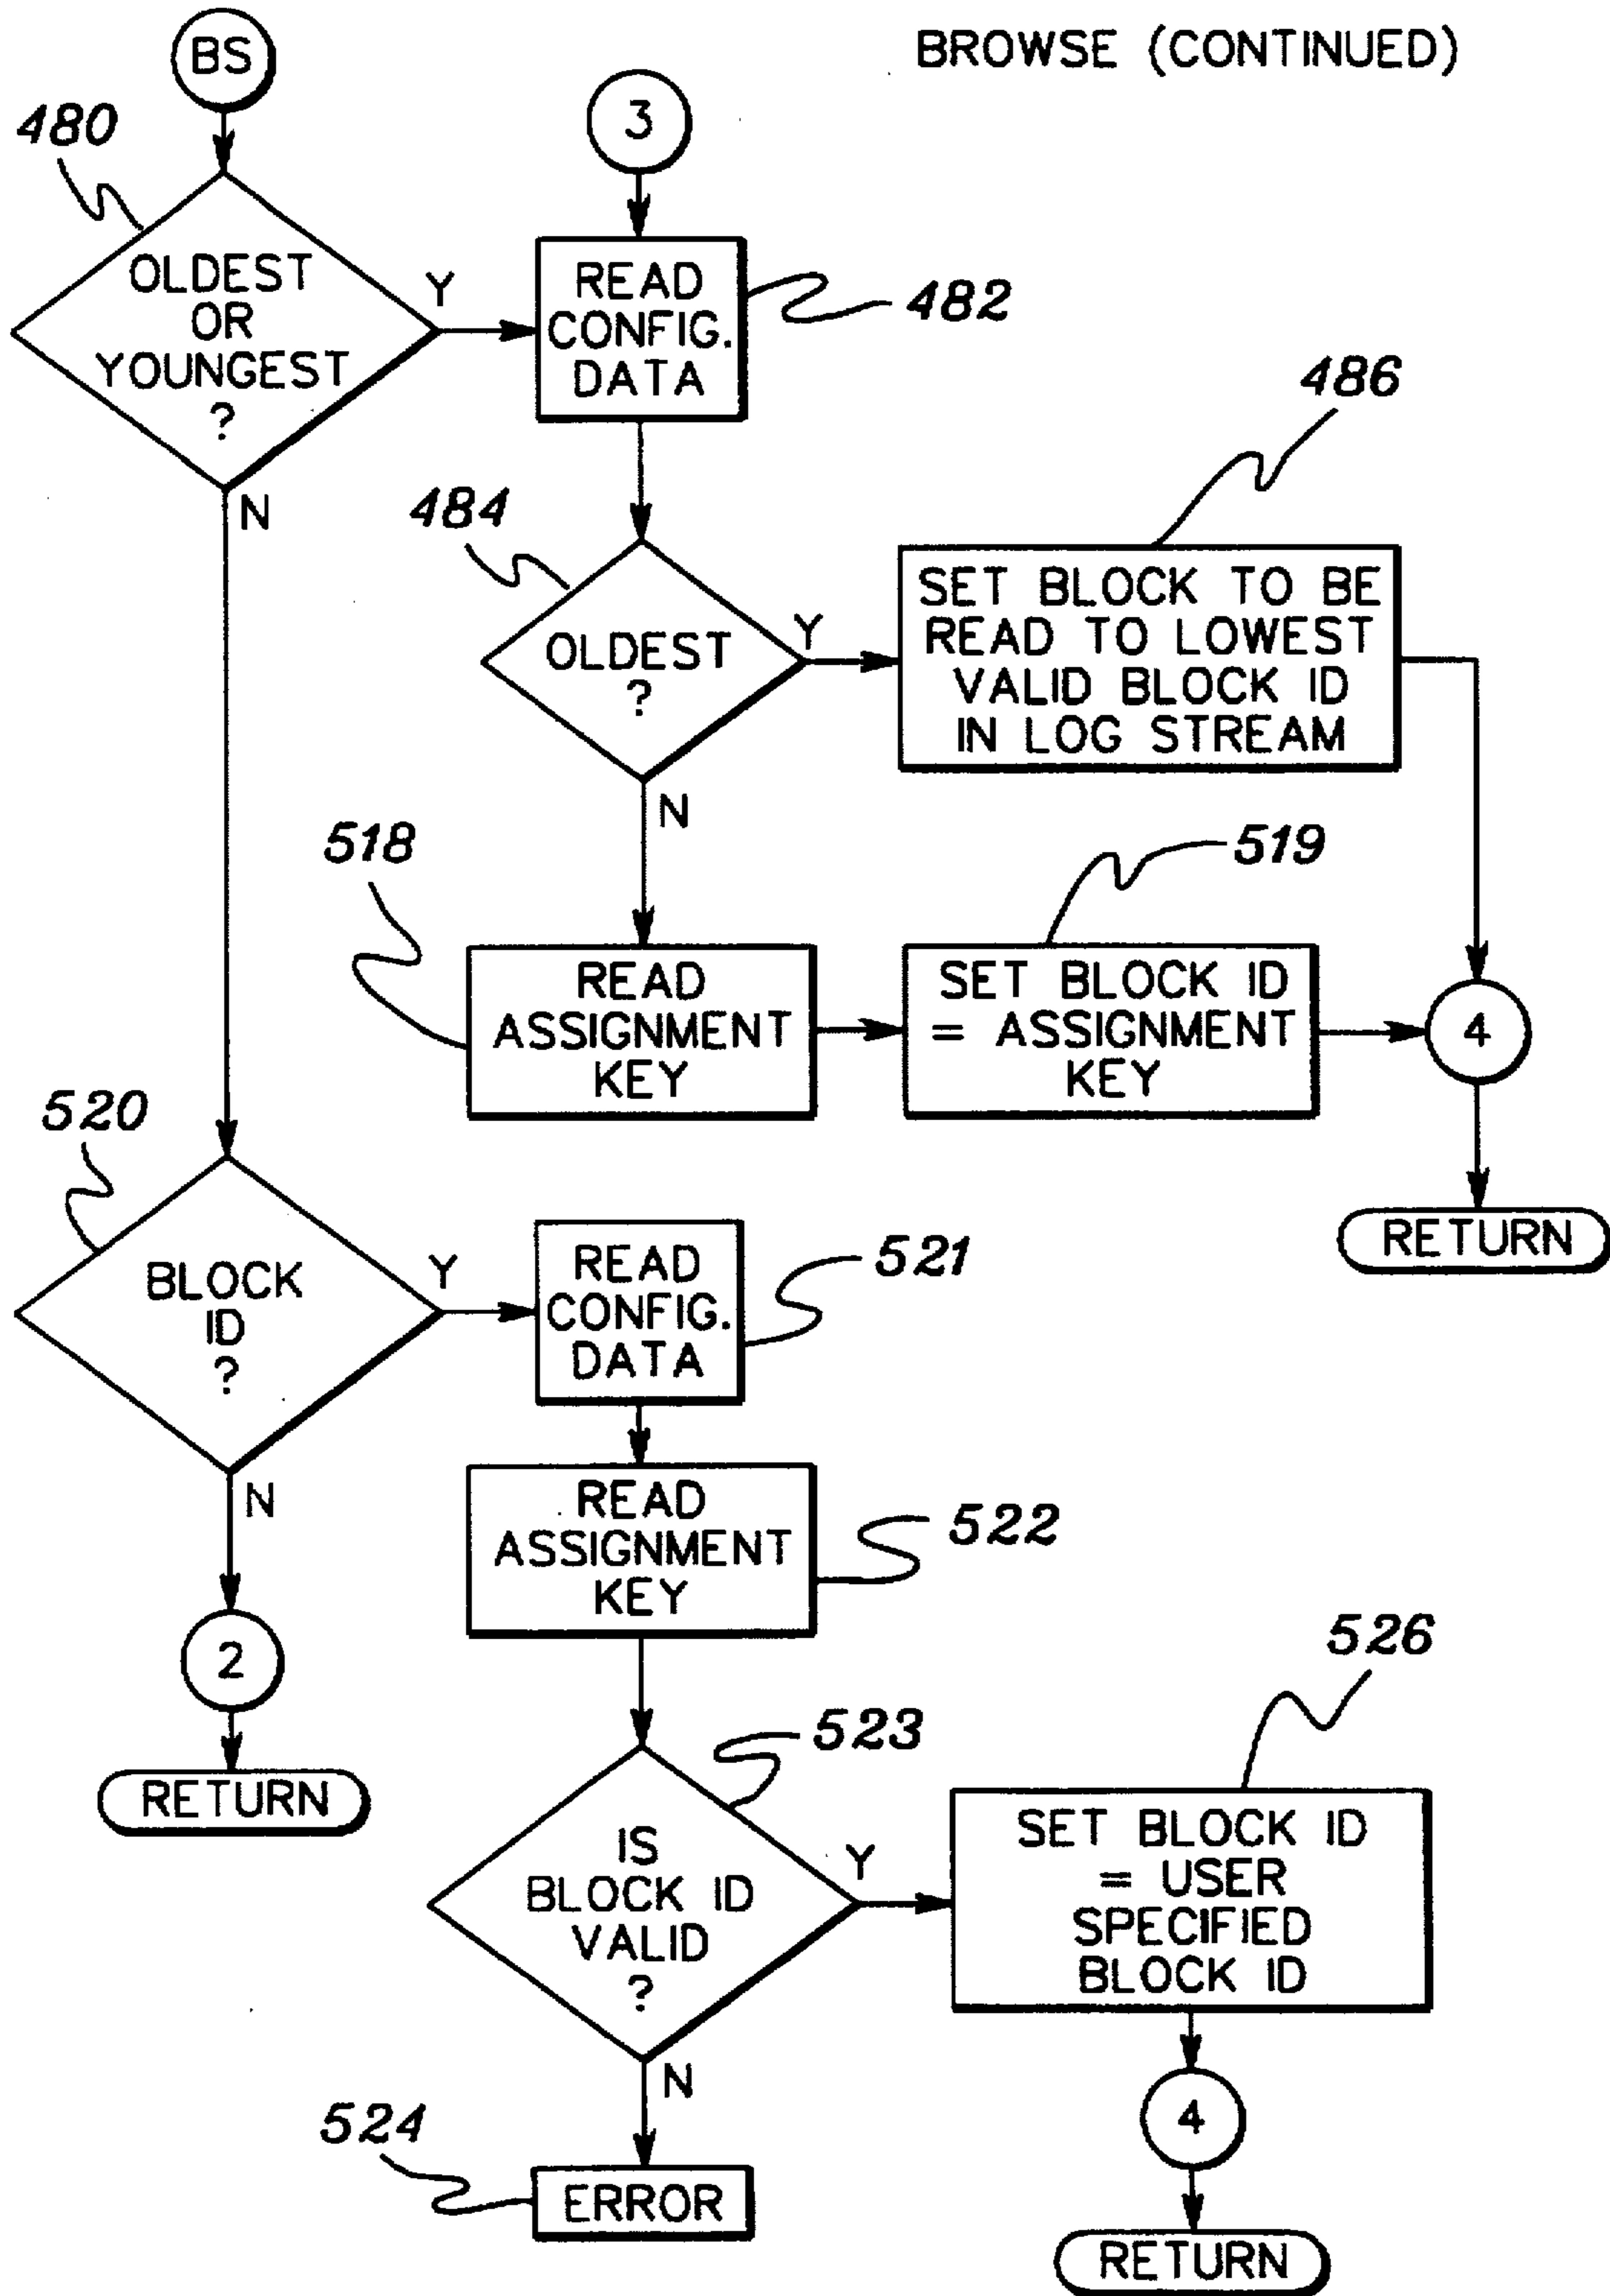 BROWSE (CONTINUED)
BS
480
OLDEST
OR
YOUNGEST
?
Y
N
3
READ
CONFIG.
DATA
482
484
OLDEST
?
Y
N
486
SET BLOCK TO BE
READ TO LOWEST
VALID BLOCK ID
IN LOG STREAM
518
READ
ASSIGNMENT
KEY
519
SET BLOCK ID
= ASSIGNMENT
KEY
4
RETURN
520
BLOCK
ID
?
Y
N
2
RETURN
521
READ
CONFIG.
DATA
522
READ
ASSIGNMENT
KEY
523
IS
BLOCK ID
VALID
?
Y
N
524
ERROR
526
SET BLOCK ID
= USER
SPECIFIED
BLOCK ID
4
RETURN